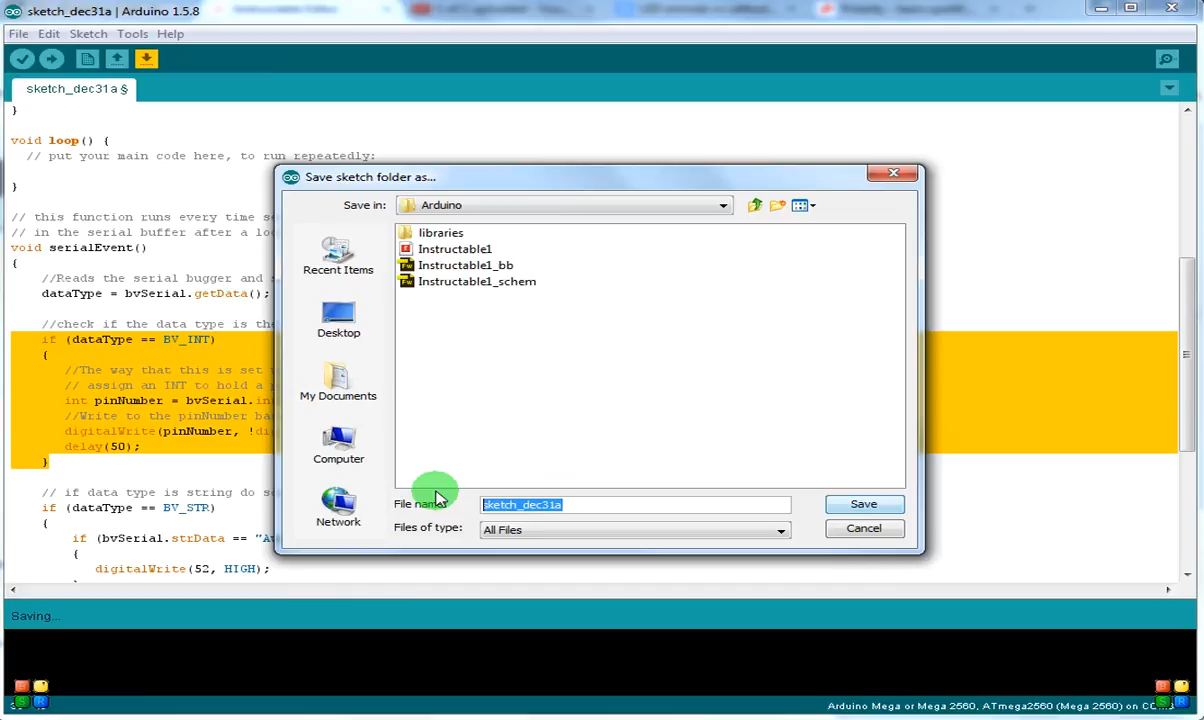 sketch_dec31a | Arduino 1.5.8
File Edit Sketch Tools Help
sketch_dec31a §
}
void loop() {
// put your main code here, to run repeatedly:
}
// this function runs every time se
// in the serial buffer after a loo
void serialEvent()
{
//Reads the serial bugger and s
dataType = bvSerial.getData();
//check if the data type is the
if (dataType == BV_INT)
{
//The way that this is set
// assign an INT to hold a
int pinNumber = bvSerial.in
//Write to the pinNumber ba
digitalWrite(pinNumber, !di
delay(50);
}
// if data type is string do s
if (dataType == BV_STR)
{
if (bvSerial.strData == "Au
{
digitalWrite(52, HIGH);
Save sketch folder as...
Save in: Arduino
Recent Items
Desktop
My Documents
Computer
Network
libraries
Instructable1
Instructable1_bb
Instructable1_schem
File name: sketch_dec31a
Save
Files of type: All Files
Cancel
Saving...
Arduino Mega or Mega 2560, ATmega2560 (Mega 2560) on